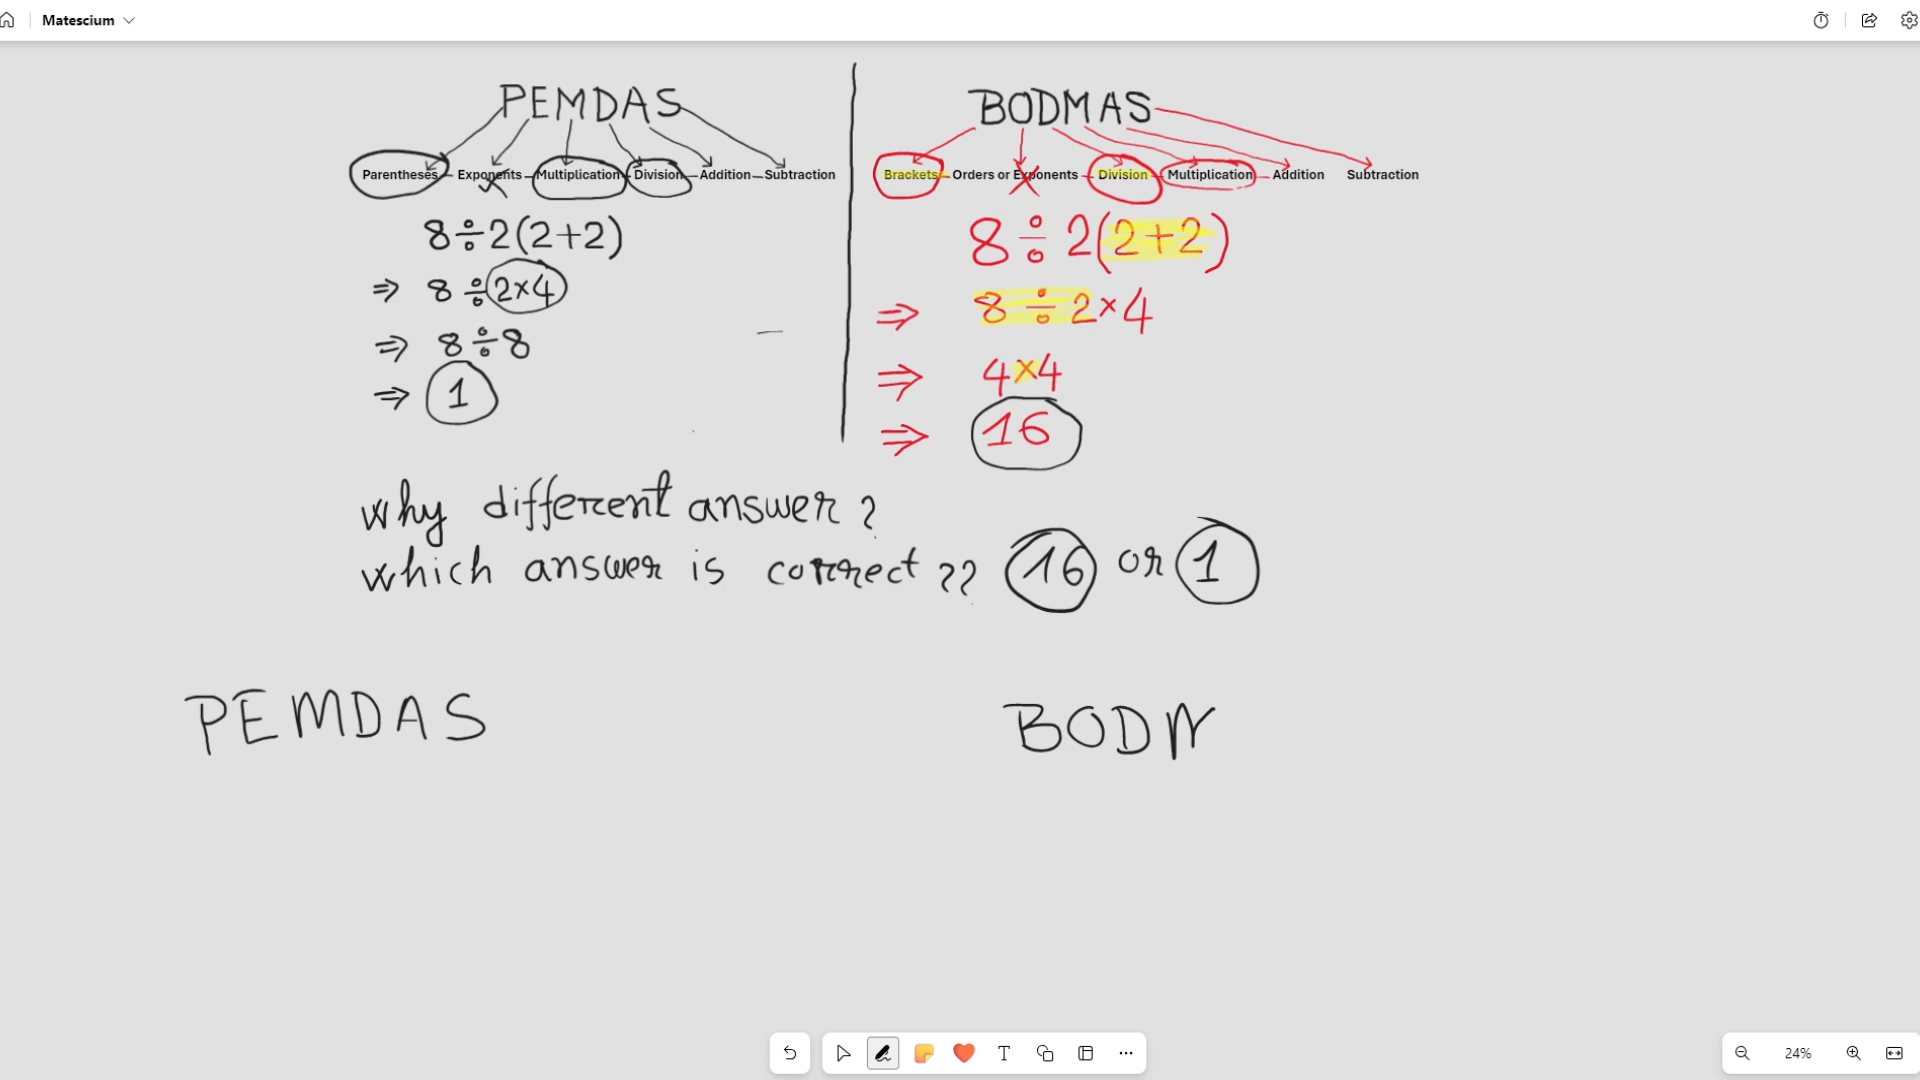 Matescium
PEMDAS
Parentheses Exponents Multiplication Division Addition Subtraction
8÷2(2+2)
⇒ 8÷2×4
⇒ 8÷8
⇒ 1
BODMAS
Brackets Orders or Exponents Division Multiplication Addition Subtraction
8÷2(2+2)
⇒ 8÷2×4
⇒ 4×4
⇒ 16
why different answer?
which answer is correct?? 16 or 1
PEMDAS
BODM
T
24%